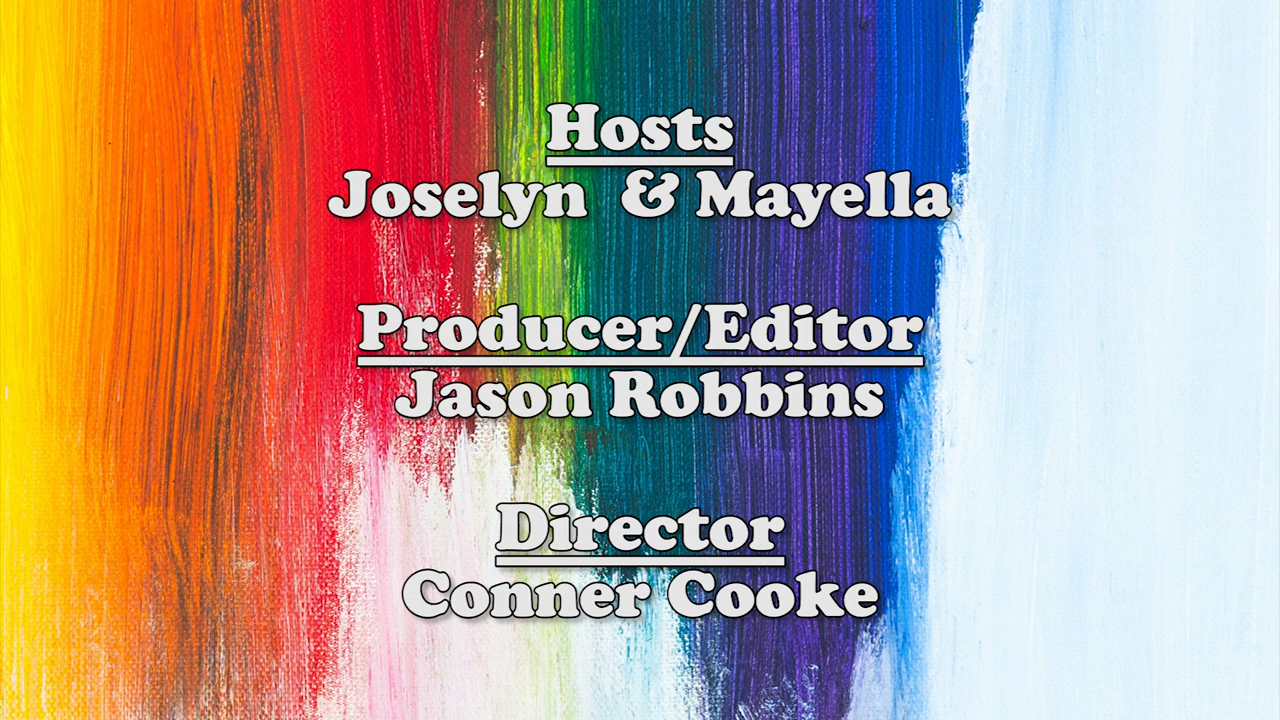 Hosts
Joselyn & Mayella
Producer/Editor
Jason Robbins
Director
Conner Cooke